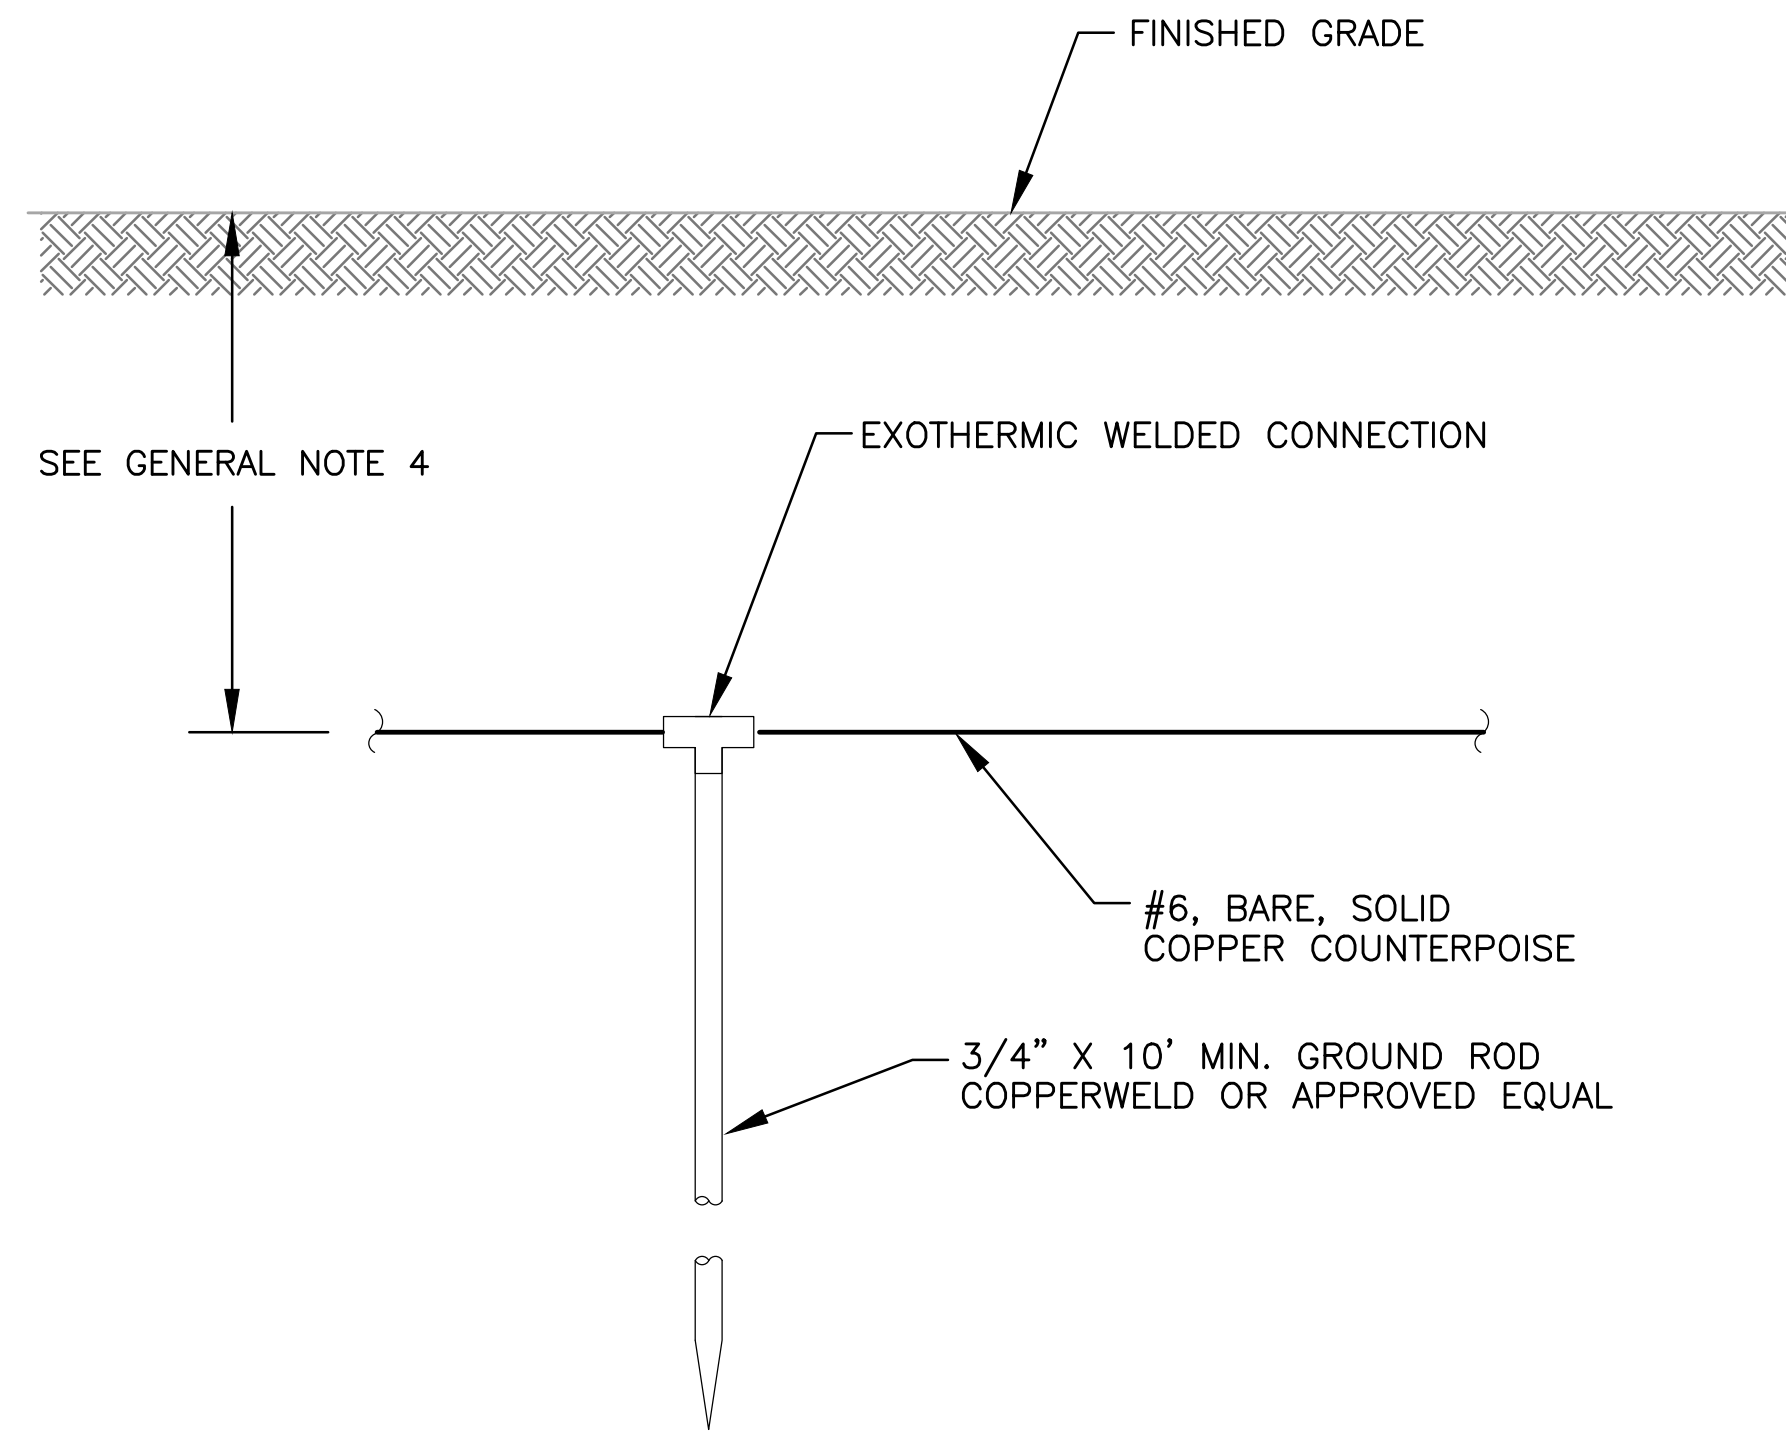 FINISHED GRADE
EXOTHERMIC WELDED CONNECTION
SEE GENERAL NOTE 4
#6, BARE, SOLID
COPPER COUNTERPOISE
3/4” X 10’ MIN. GROUND ROD
COPPERWELD OR APPROVED EQUAL